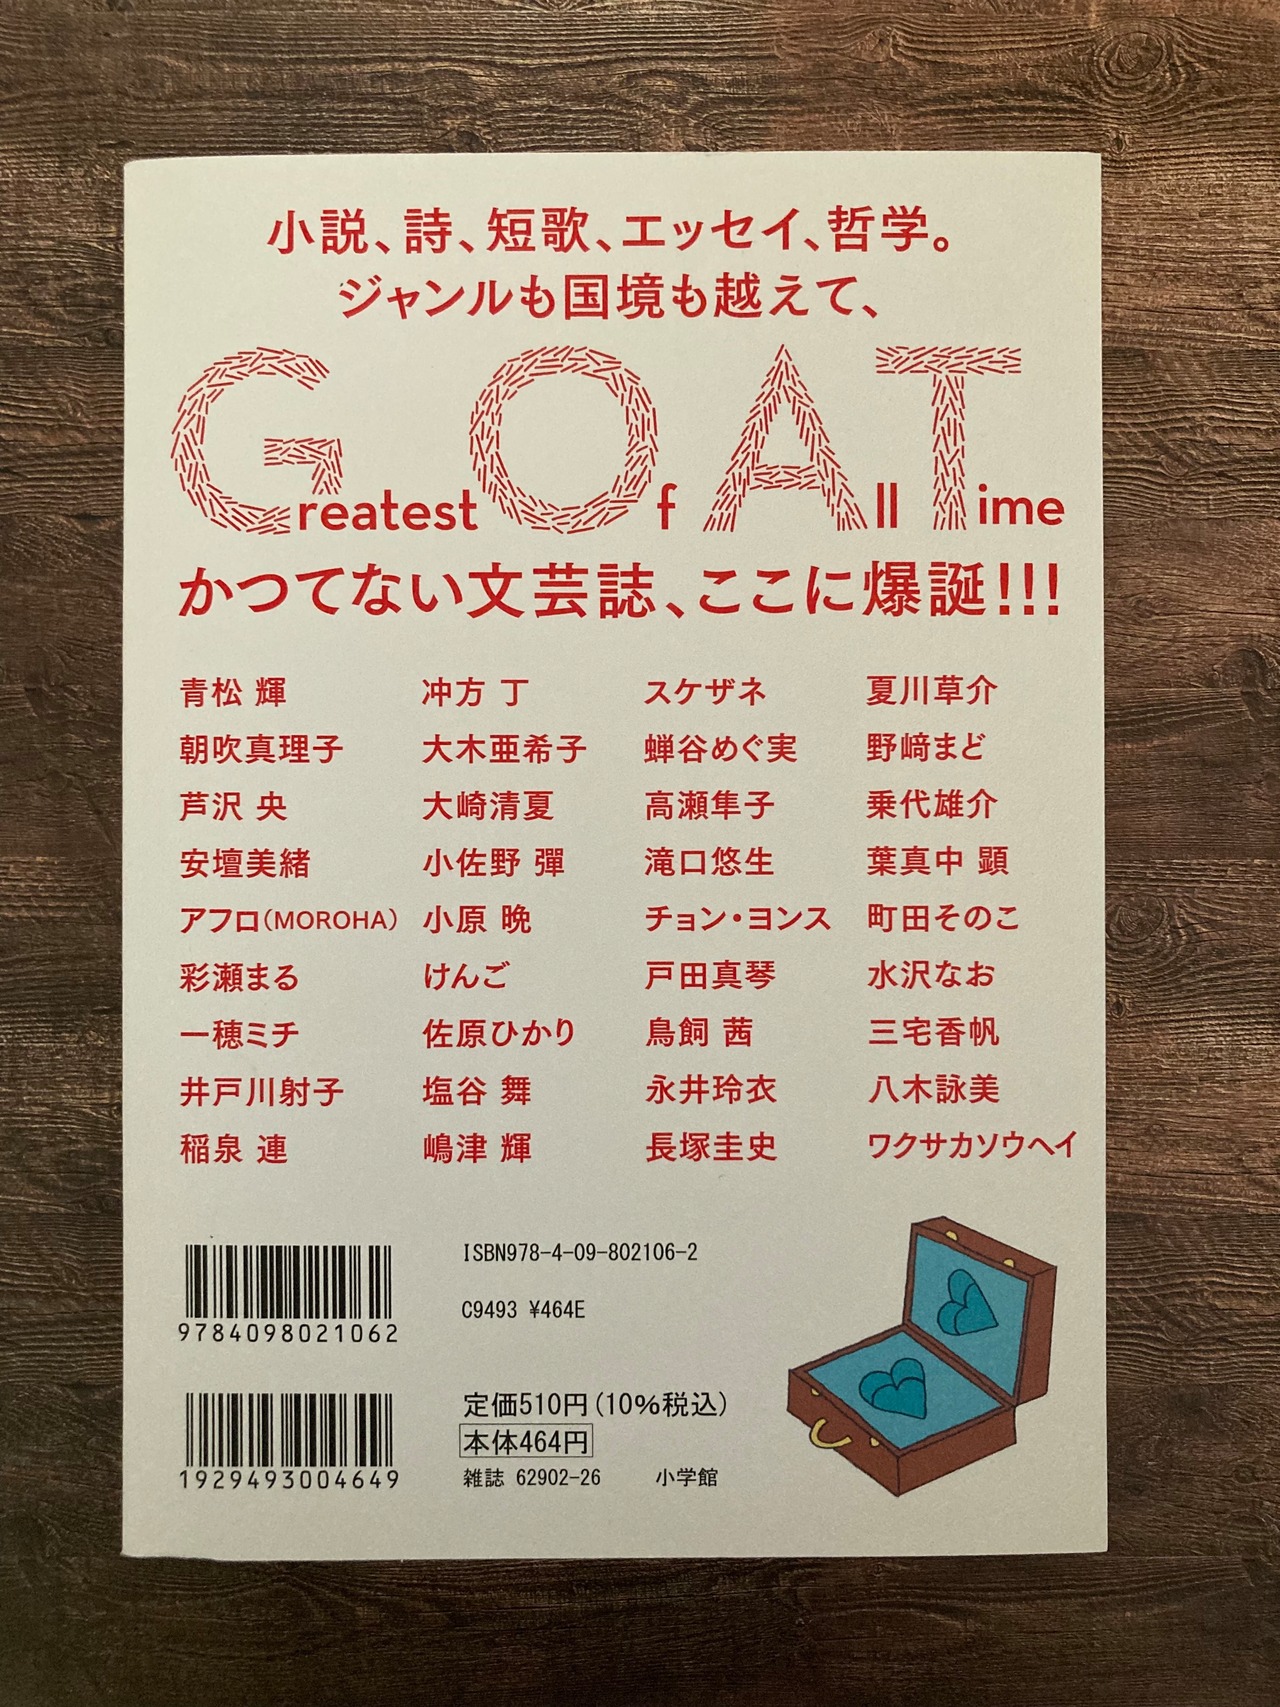 小説、詩、短歌、エッセイ、哲学。
ジャンルも国境も越えて、
Greatest Of All Time
かつてない文芸誌、ここに爆誕!!!
青松 輝
朝吹真理子
芦沢 央
安壇美緒
アフロ(MOROHA)
彩瀬まる
一穂ミチ
井戸川射子
稲泉 連
冲方 丁
大木亜希子
大崎清夏
小佐野 彈
小原 晩
けんご
佐原ひかり
塩谷 舞
嶋津 輝
スケザネ
蝉谷めぐ実
高瀬隼子
滝口悠生
チョン・ヨンス
戸田真琴
鳥飼 茜
永井玲衣
長塚圭史
夏川草介
野﨑まど
乗代雄介
葉真中 顕
町田そのこ
水沢なお
三宅香帆
八木詠美
ワクサカソウヘイ
9784098021062
ISBN978-4-09-802106-2
C9493 ¥464E
1929493004649
定価510円(10%税込)
本体464円
雑誌 62902-26 小学館